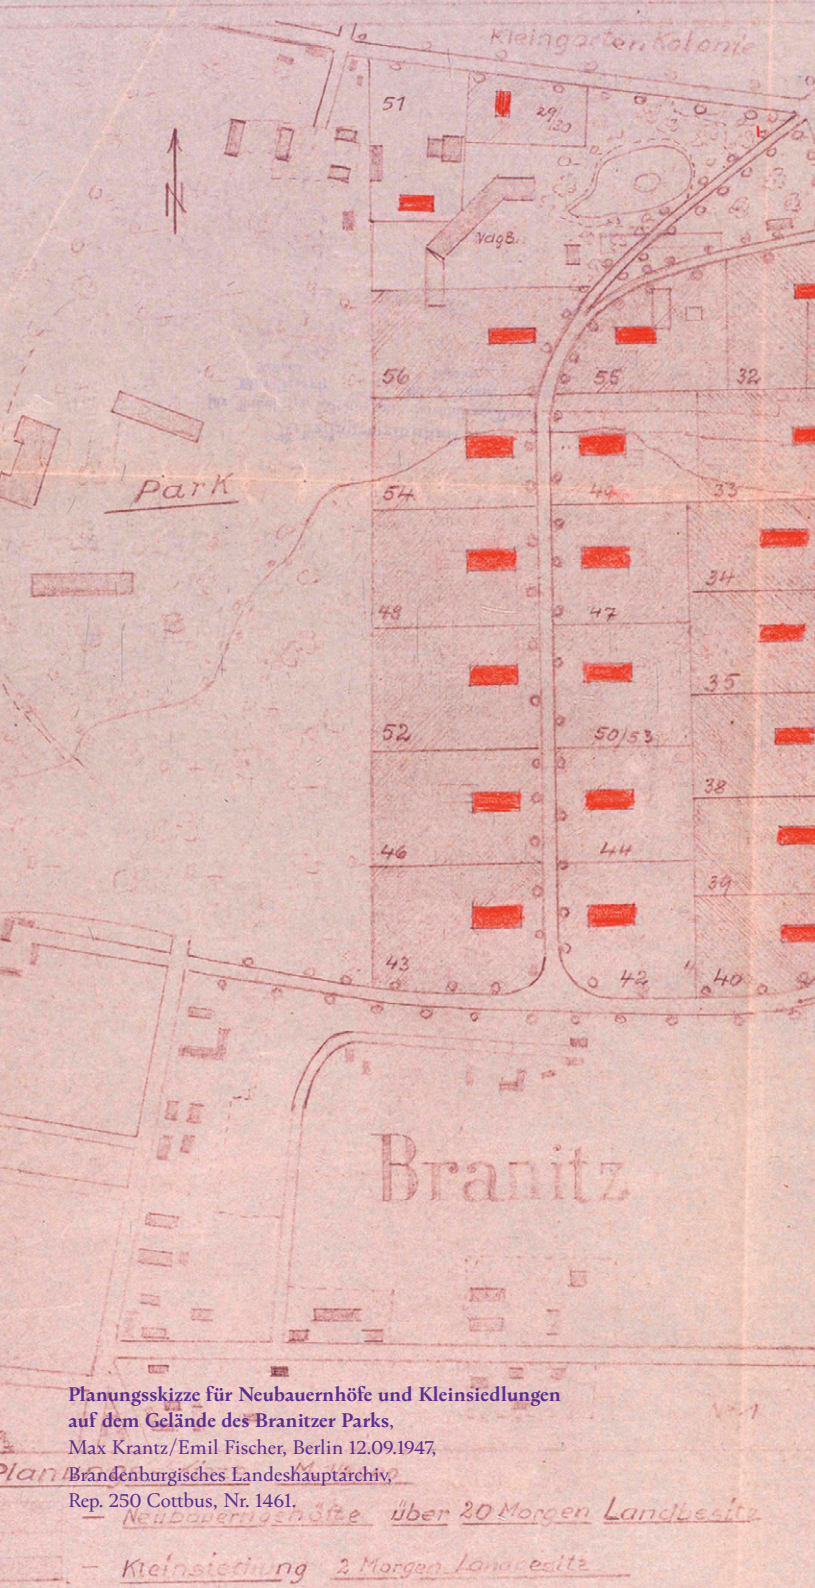 Kleingarten Kolonie
51
29/30
VdgB.
N
56
55
32
54
49
33
48
47
34
52
50/53
35
46
44
38
39
43
42
40
Park
Branitz
Planungsskizze für Neubauernhöfe und Kleinsiedlungen
auf dem Gelände des Branitzer Parks,
Max Krantz/Emil Fischer, Berlin 12.09.1947,
Brandenburgisches Landeshauptarchiv,
Rep. 250 Cottbus, Nr. 1461.
— Neubauerngehöfte über 20 Morgen Landbesitz
— Kleinsiedlung 2 Morgen Landbesitz